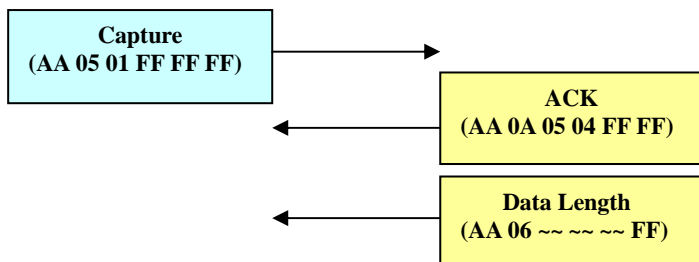 Capture
(AA 05 01 FF FF FF)
ACK
(AA 0A 05 04 FF FF)
Data Length
(AA 06 ~~ ~~ ~~ FF)